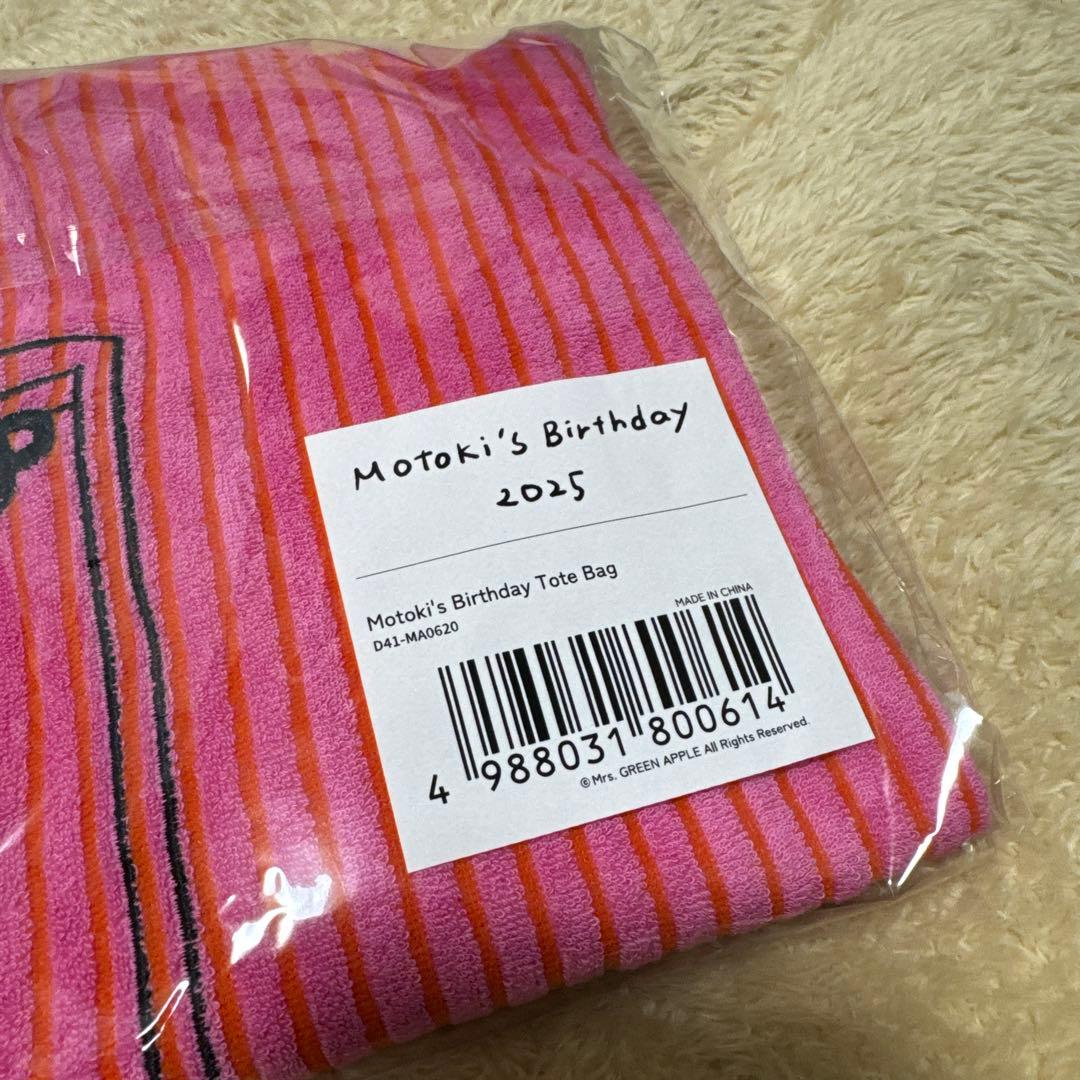 Motoki's Birthday
2025
Motoki's Birthday Tote Bag
D41-MA0620
MADE IN CHINA
4 988031 800614
©Mrs. GREEN APPLE All Rights Reserved.